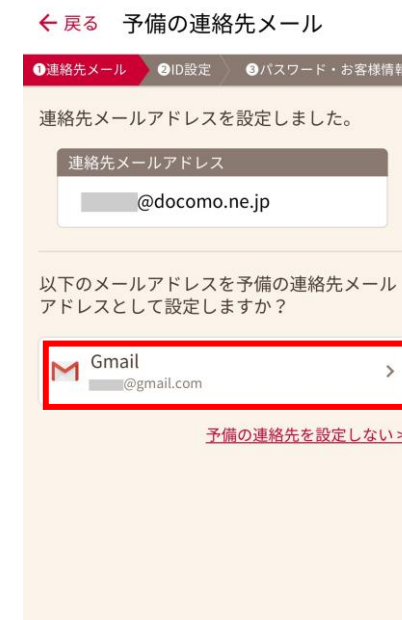 ← 戻る 予備の連絡先メール
❶連絡先メール ❷ID設定 ❸パスワード・お客様情報
連絡先メールアドレスを設定しました。
連絡先メールアドレス
@docomo.ne.jp
以下のメールアドレスを予備の連絡先メール
アドレスとして設定しますか？
Gmail
@gmail.com
予備の連絡先を設定しない>